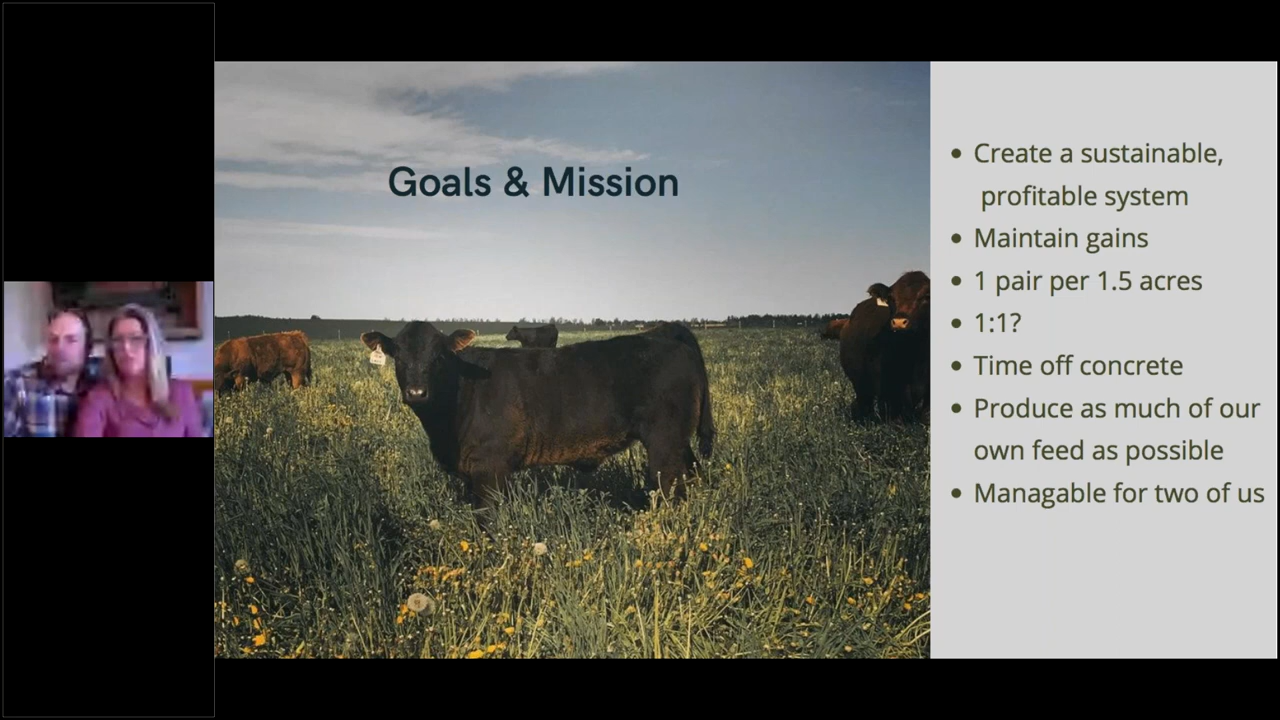 Goals & Mission
• Create a sustainable,
profitable system
• Maintain gains
• 1 pair per 1.5 acres
• 1:1?
• Time off concrete
• Produce as much of our
own feed as possible
• Managable for two of us